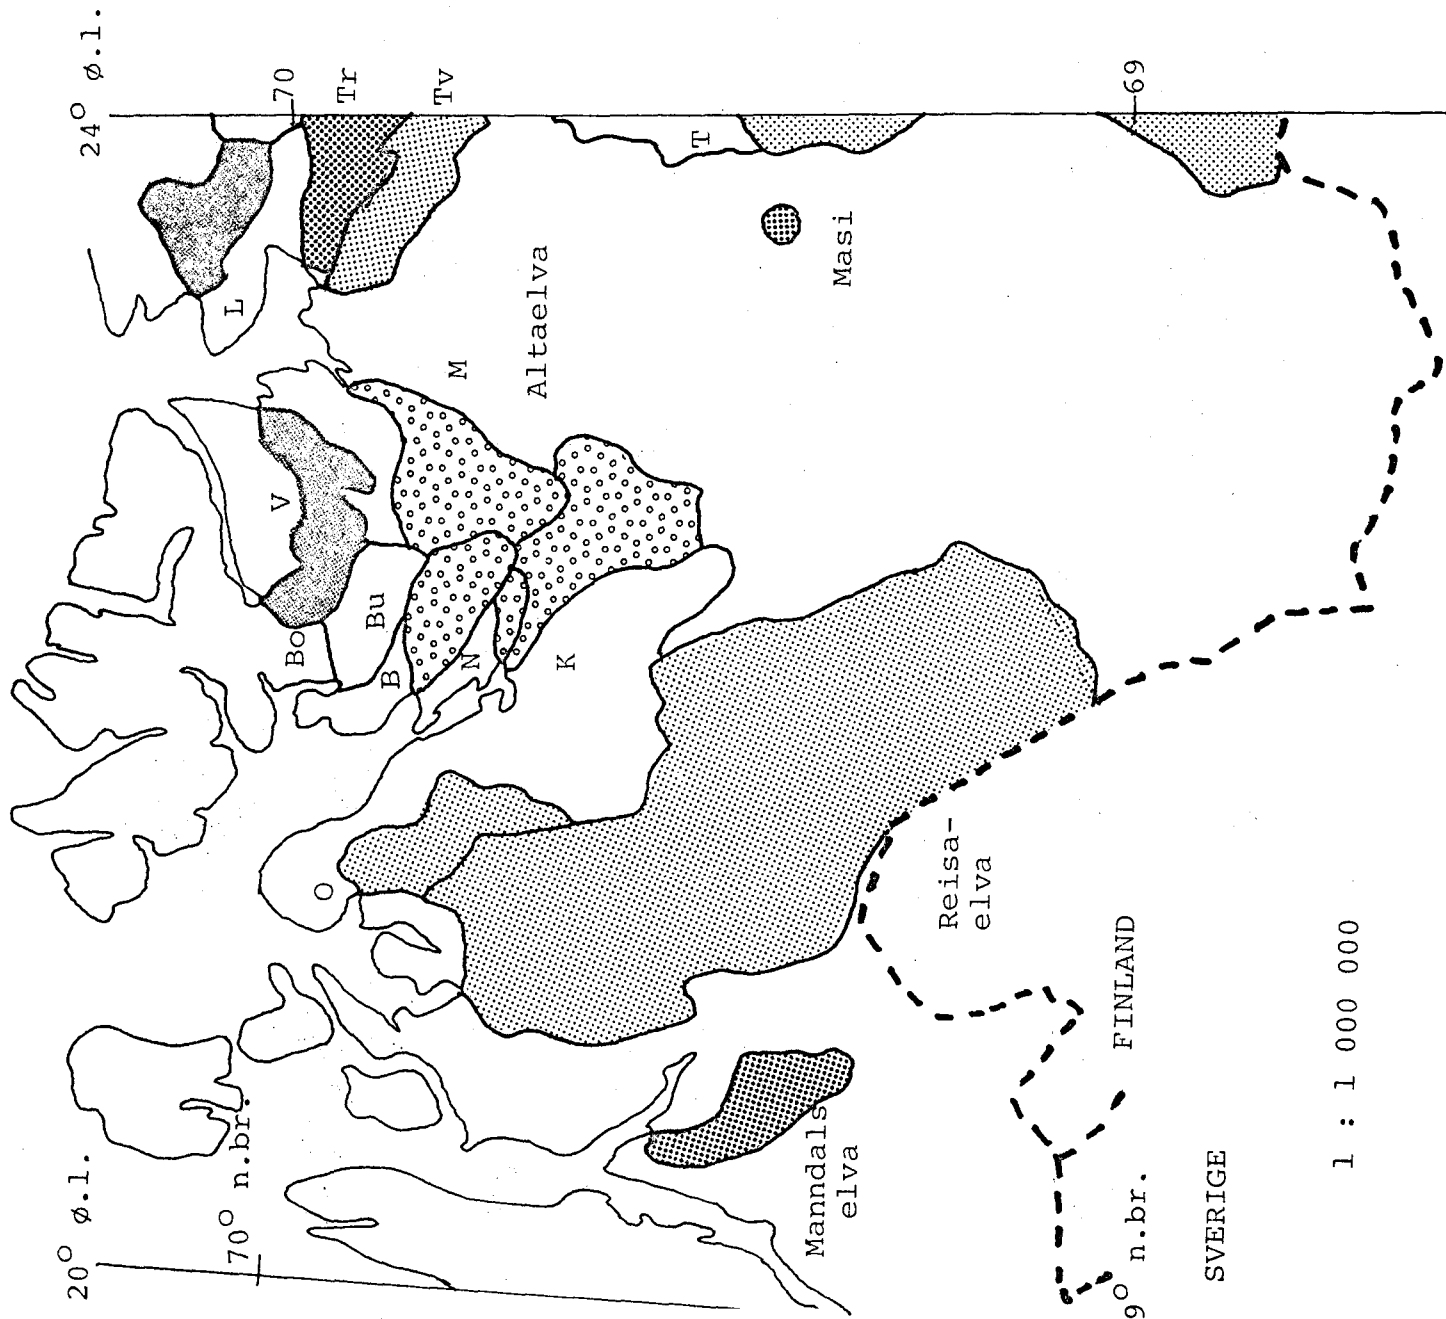 20° ø.l.
70° n.br.
24° ø.l.
70
Tr
Tv
L
V
M
Bo
Bu
B
N
K
O
T
Altaelva
Masi
69
Reisa-
elva
Manndals
elva
FINLAND
9° n.br.
SVERIGE
1 : 1 000 000